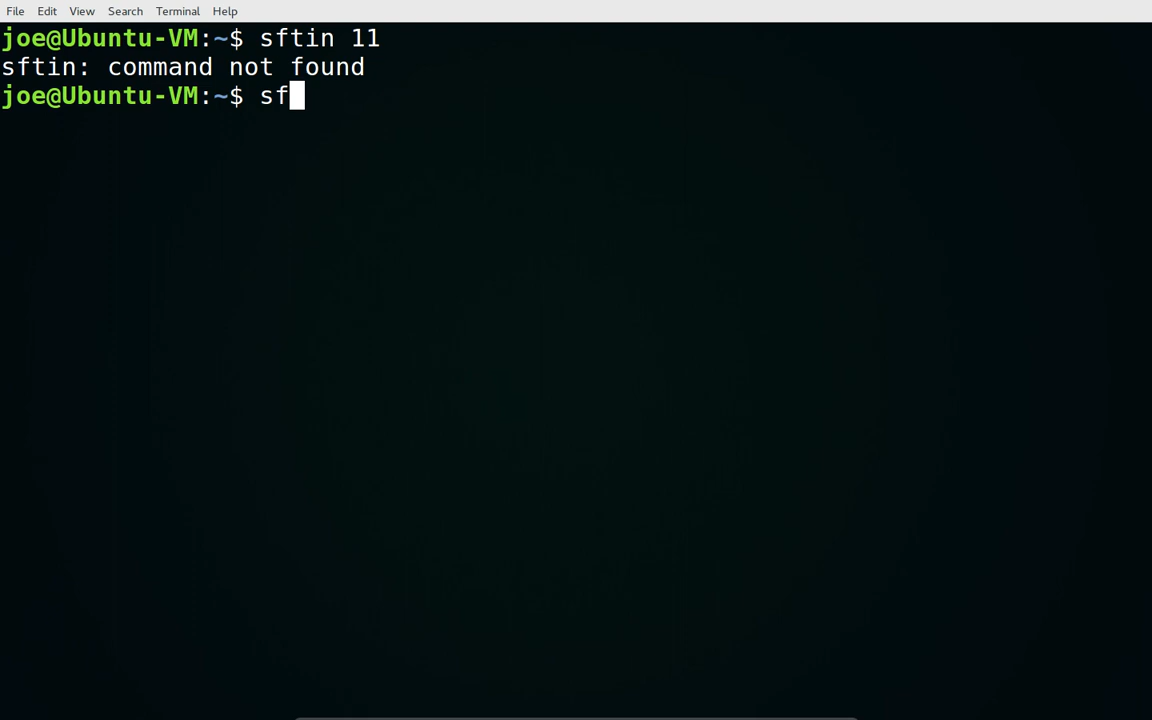 File Edit View Search Terminal Help
joe@Ubuntu-VM:~$ sftin 11
sftin: command not found
joe@Ubuntu-VM:~$ sf